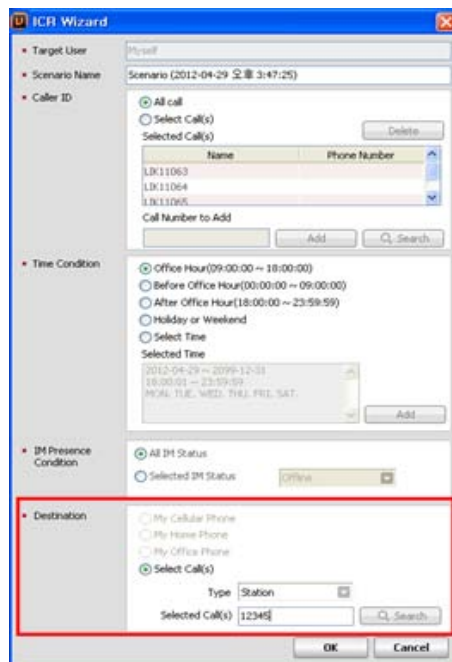 ICR Wizard
Target User
Myself
Scenario Name
Scenario (2012-04-29 오후 3:47:25)
Caller ID
All call
Select Call(s)
Selected Call(s)
Delete
Name Phone Number
LIK11063
LIK11064
LIK11065
Call Number to Add
Add
Search
Time Condition
Office Hour(09:00:00 ~ 18:00:00)
Before Office Hour(00:00:00 ~ 09:00:00)
After Office Hour(18:00:00 ~ 23:59:59)
Holiday or Weekend
Select Time
Selected Time
2012-04-29 ~ 2099-12-31
18:00:01 ~ 23:59:59
MON, TUE, WED, THU, FRI, SAT,
Add
IM Presence Condition
All IM Status
Selected IM Status
Offline
Destination
My Cellular Phone
My Home Phone
My Office Phone
Select Call(s)
Type Station
Selected Call(s) 12345
Search
OK
Cancel